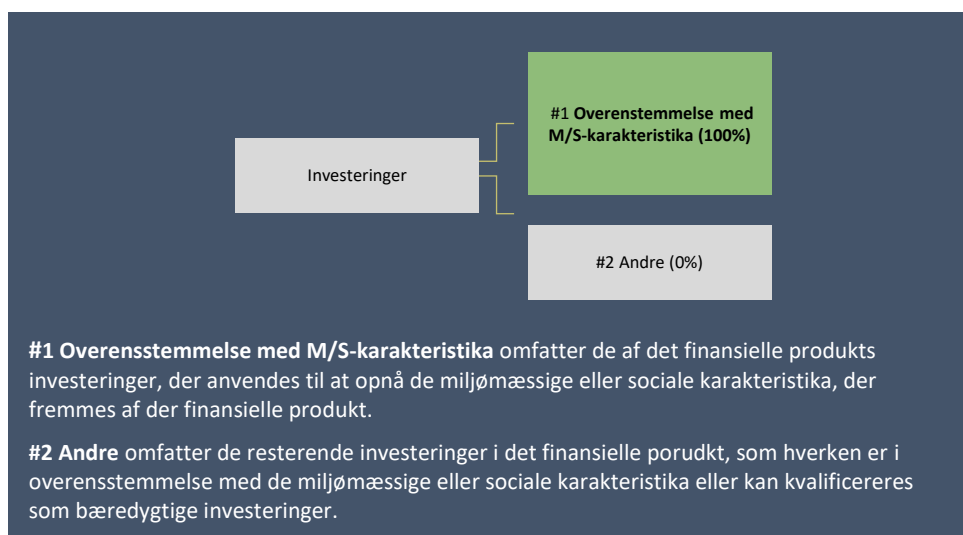 #1 Overenstemmelse med
M/S-karakteristika (100%)
Investeringer
#2 Andre (0%)
#1 Overensstemmelse med M/S-karakteristika omfatter de af det finansielle produkts
investeringer, der anvendes til at opnå de miljømæssige eller sociale karakteristika, der
fremmes af der finansielle produkt.
#2 Andre omfatter de resterende investeringer i det finansielle porudkt, som hverken er i
overensstemmelse med de miljømæssige eller sociale karakteristika eller kan kvalificereres
som bæredygtige investeringer.